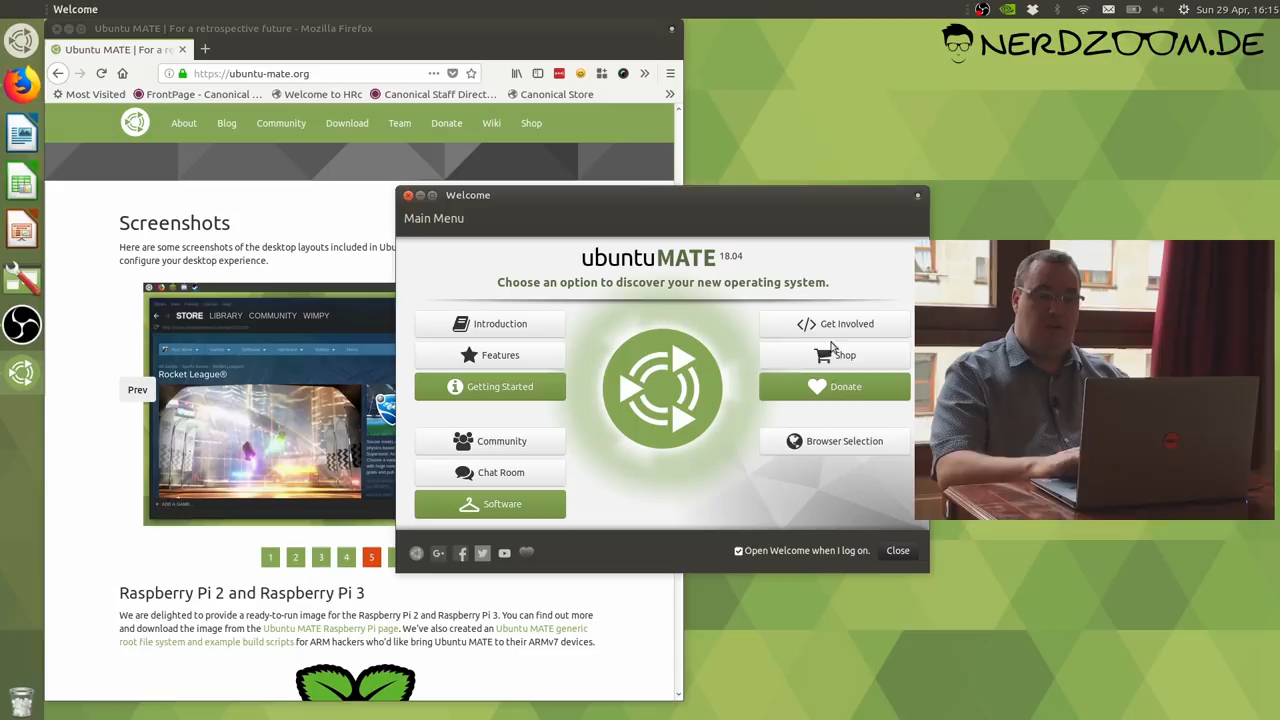 Welcome
Sun 29 Apr, 16:15
Ubuntu MATE | For a retrospective future - Mozilla Firefox
NERDZOOM.DE
Ubuntu MATE | For a re
https://ubuntu-mate.org
Most Visited
FrontPage - Canonical ...
Welcome to HRc
Canonical Staff Direct...
Canonical Store
About
Blog
Community
Download
Team
Donate
Wiki
Shop
Screenshots
Here are some screenshots of the desktop layouts included in Ubu
configure your desktop experience.
STORE
LIBRARY
COMMUNITY
WIMPY
Rocket League®
Prev
1
2
3
4
5
Raspberry Pi 2 and Raspberry Pi 3
We are delighted to provide a ready-to-run image for the Raspberry Pi 2 and Raspberry Pi 3. You can find out more
and download the image from the Ubuntu MATE Raspberry Pi page. We've also created an Ubuntu MATE generic
root file system and example build scripts for ARM hackers who'd like bring Ubuntu MATE to their ARMv7 devices.
Welcome
Main Menu
ubuntu MATE 18.04
Choose an option to discover your new operating system.
Introduction
Features
Getting Started
Community
Chat Room
Software
Get Involved
Shop
Donate
Browser Selection
Open Welcome when I log on.
Close